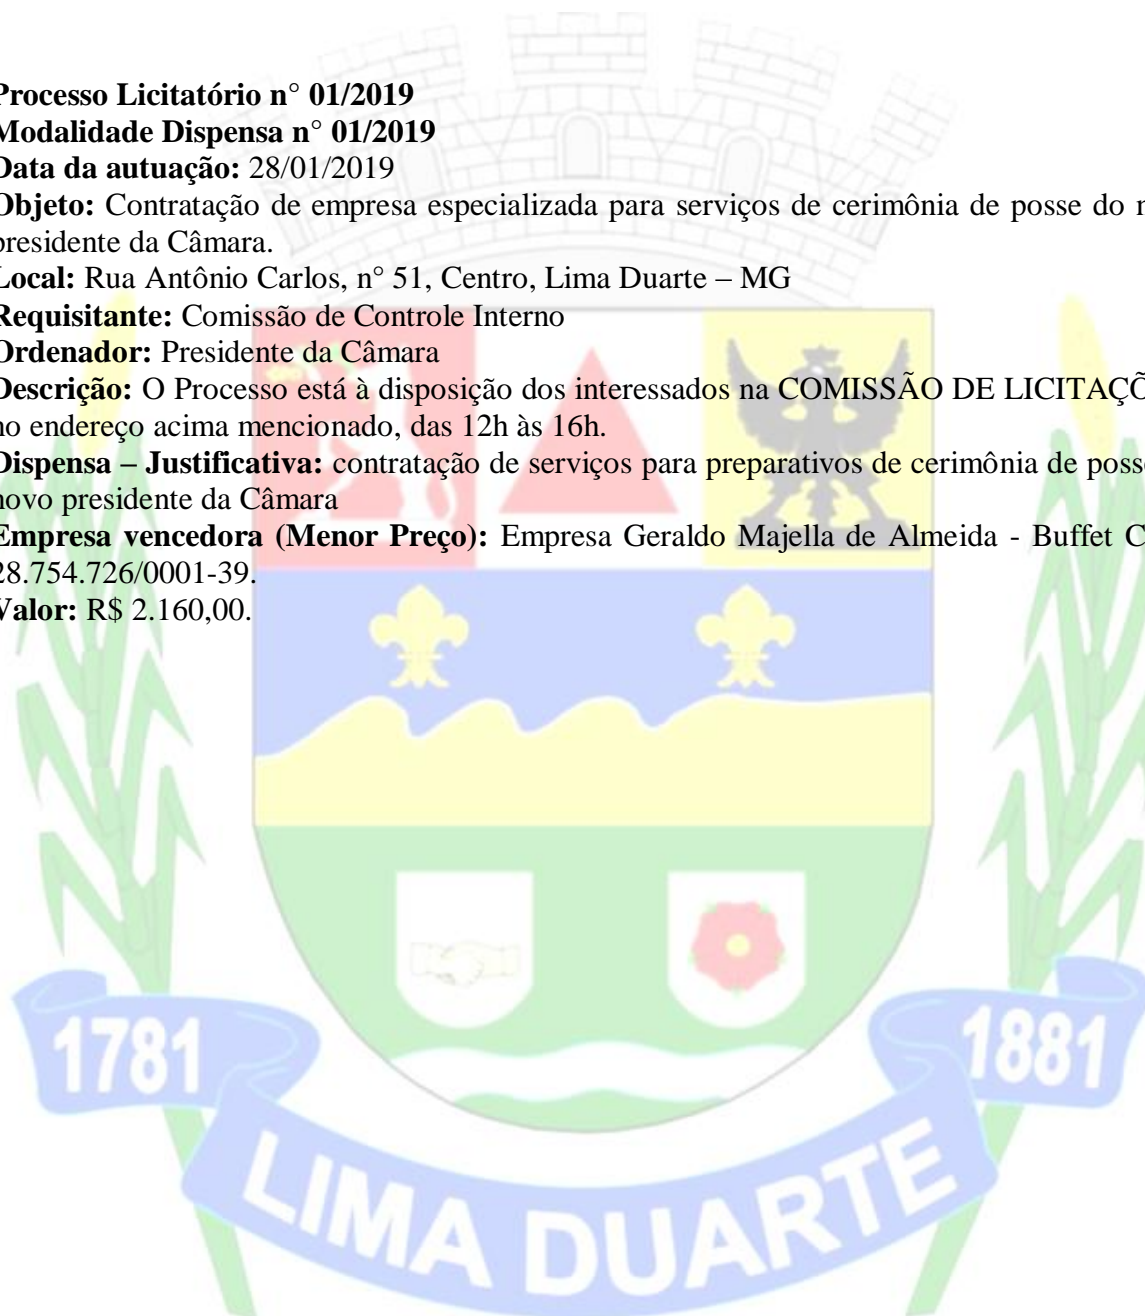 Processo Licitatório n° 01/2019
Modalidade Dispensa n° 01/2019
Data da autuação: 28/01/2019
Objeto: Contratação de empresa especializada para serviços de cerimônia de posse do
presidente da Câmara.
Local: Rua Antônio Carlos, n° 51, Centro, Lima Duarte – MG
Requisitante: Comissão de Controle Interno
Ordenador: Presidente da Câmara
Descrição: O Processo está à disposição dos interessados na COMISSÃO DE
no endereço acima mencionado, das 12h às 16h.
Dispensa – Justificativa: contratação de serviços para preparativos de cerimônia de posse
novo presidente da Câmara
Empresa vencedora (Menor Preço): Empresa Geraldo Majella de Almeida - Buffet
28.754.726/0001-39.
Valor: R$ 2.160,00.
1781
1881
LIMA DUARTE